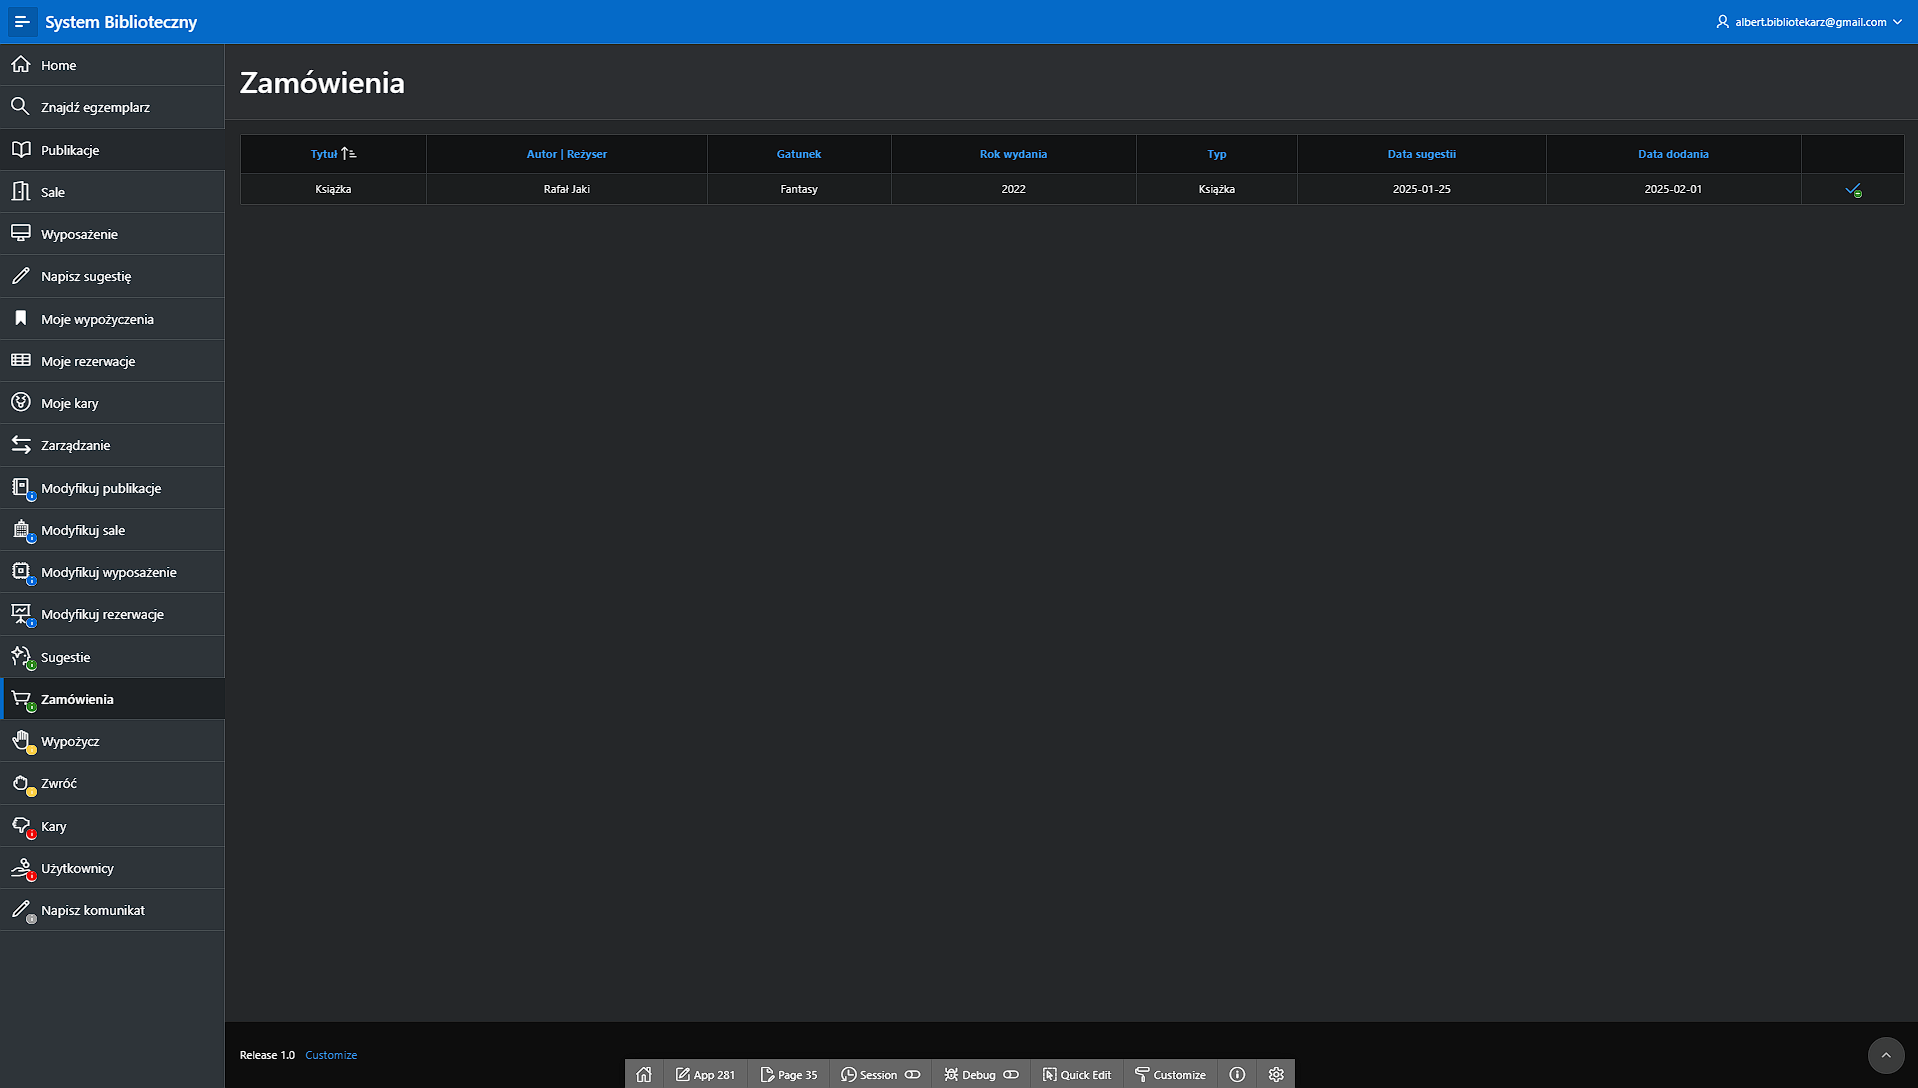 System Biblioteczny
albert.bibliotekarz@gmail.com
Home
Znajdź egzemplarz
Publikacje
Sale
Wyposażenie
Napisz sugestię
Moje wypożyczenia
Moje rezerwacje
Moje kary
Zarządzanie
Modyfikuj publikacje
Modyfikuj sale
Modyfikuj wyposażenie
Modyfikuj rezerwacje
Sugestie
Zamówienia
Wypożycz
Zwróć
Kary
Użytkownicy
Napisz komunikat
Zamówienia
Tytuł Autor | Reżyser Gatunek Rok wydania Typ Data sugestii Data dodania
Książka Rafał Jaki Fantasy 2022 Książka 2025-01-25 2025-02-01
Release 1.0 Customize
App 281 Page 35 Session Debug Quick Edit Customize